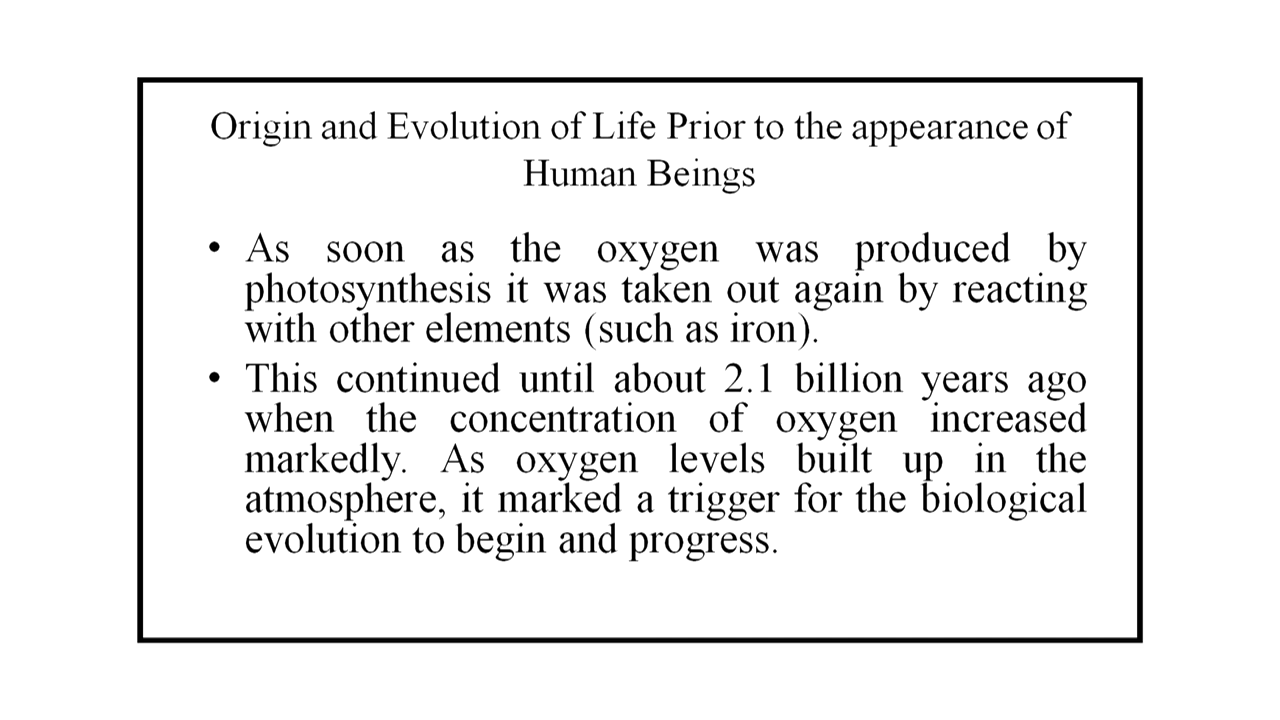 Origin and Evolution of Life Prior to the appearance of
Human Beings
• As soon as the oxygen was produced by
photosynthesis it was taken out again by reacting
with other elements (such as iron).
• This continued until about 2.1 billion years ago
when the concentration of oxygen increased
markedly. As oxygen levels built up in the
atmosphere, it marked a trigger for the biological
evolution to begin and progress.